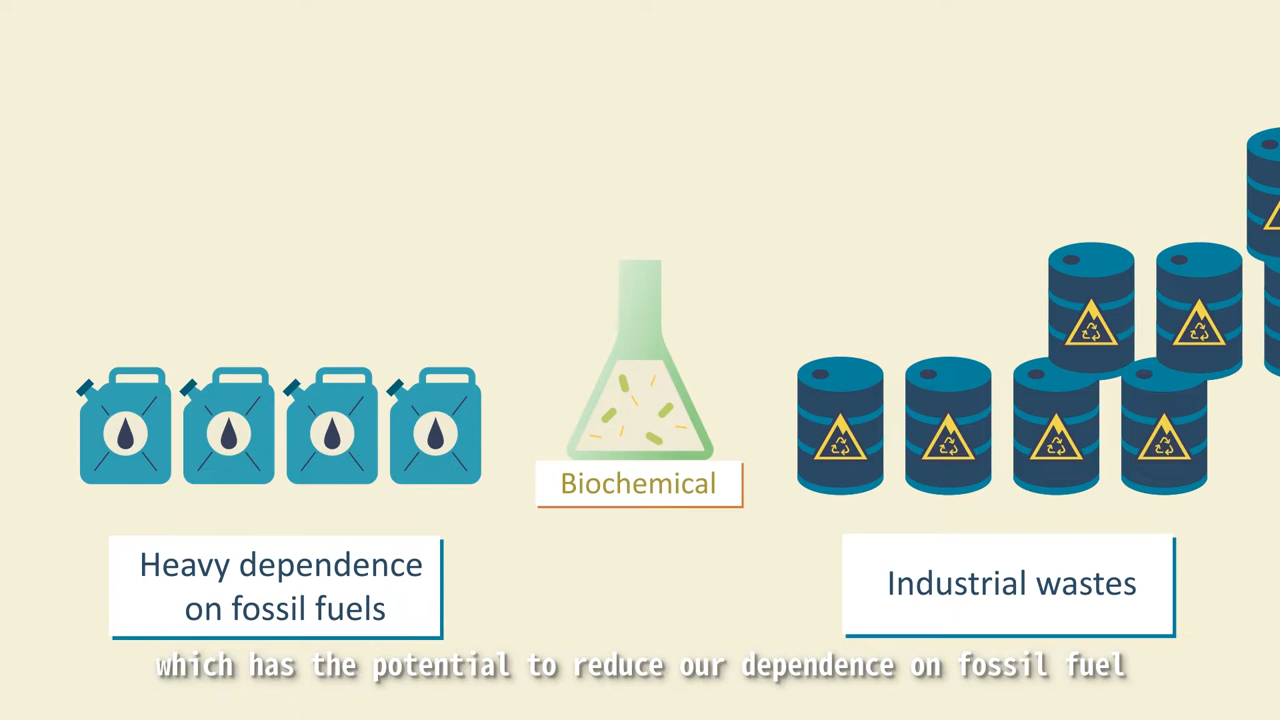 Biochemical
Heavy dependence
on fossil fuels
Industrial wastes
which has the potential to reduce our dependence on fossil fuel